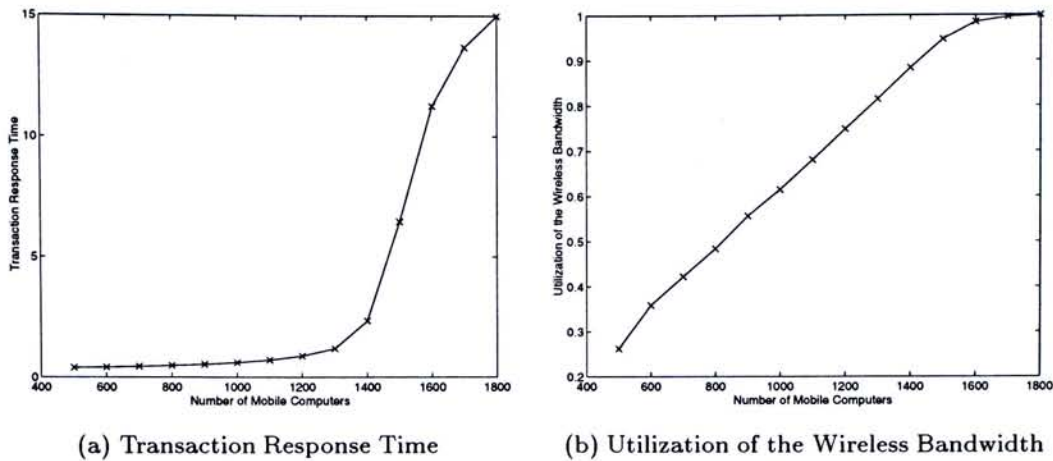 15
10
5
0
Transaction Response Time
400 600 800 1000 1200 1400 1600 1800
Number of Mobile Computers
(a) Transaction Response Time
1
0.9
0.8
0.7
0.6
0.5
0.4
0.3
0.2
Utilization of the Wireless Bandwidth
400 600 800 1000 1200 1400 1600 1800
Number of Mobile Computers
(b) Utilization of the Wireless Bandwidth